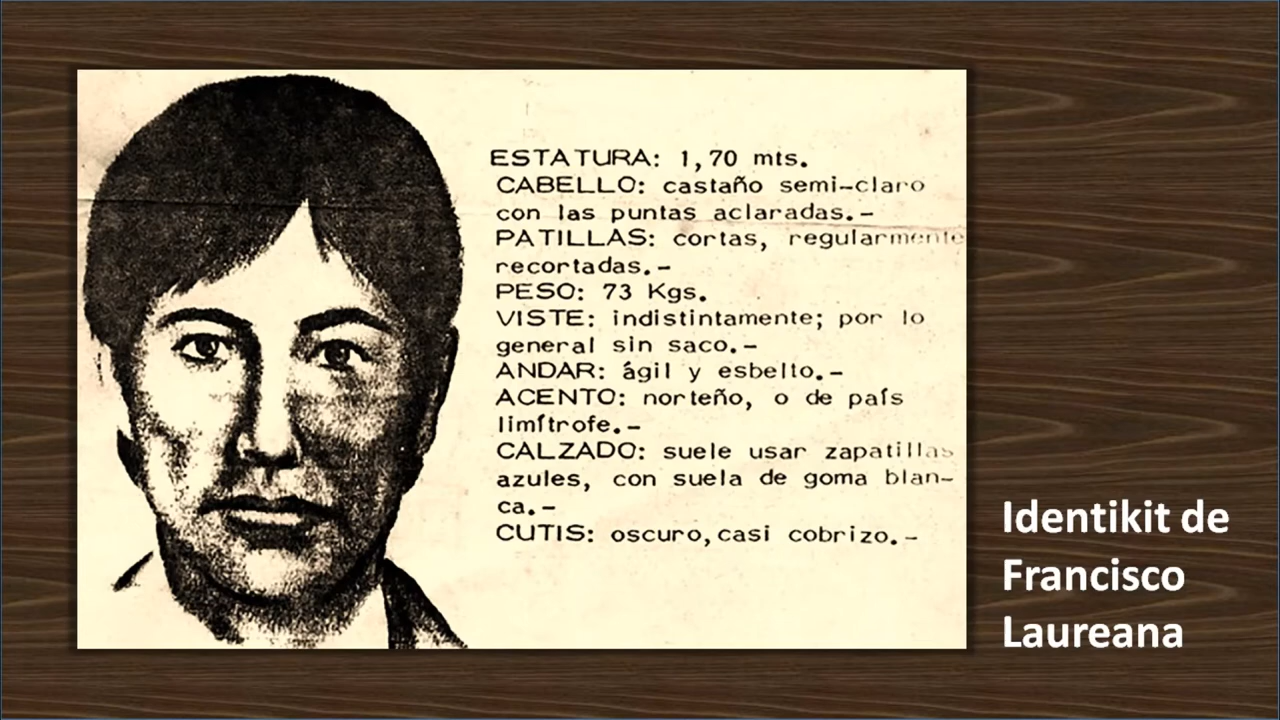 ESTATURA: 1,70 mts.
CABELLO: castaño semi-claro
con las puntas aclaradas.-
PATILLAS: cortas, regularmente
recortadas.-
PESO: 73 Kgs.
VISTE: indistintamente; por lo
general sin saco.-
ANDAR: ágil y esbelto.-
ACENTO: norteño, o de país
limítrofe.-
CALZADO: suele usar zapatillas
azules, con suela de goma blan-
ca.-
CUTIS: oscuro,casi cobrizo.-
Identikit de
Francisco
Laureana